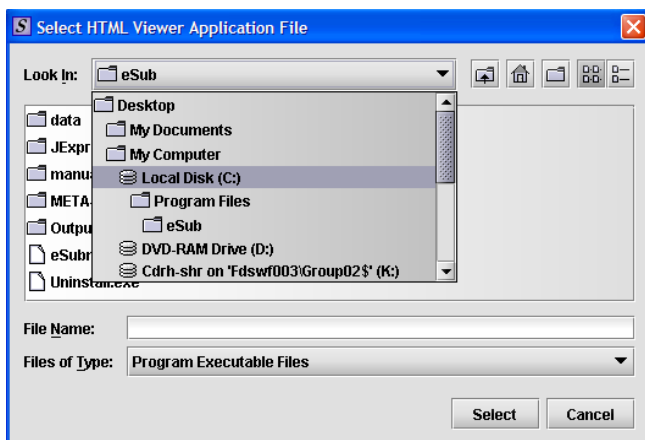 S Select HTML Viewer Application File
Look In: eSub
Desktop
My Documents
My Computer
Local Disk (C:)
Program Files
eSub
DVD-RAM Drive (D:)
Cdrh-shr on 'Fdswf003\Group02$' (K:)
data
JExpr
manu
META-
Outpu
eSubr
Uninstall.exe
File Name:
Files of Type: Program Executable Files
Select Cancel